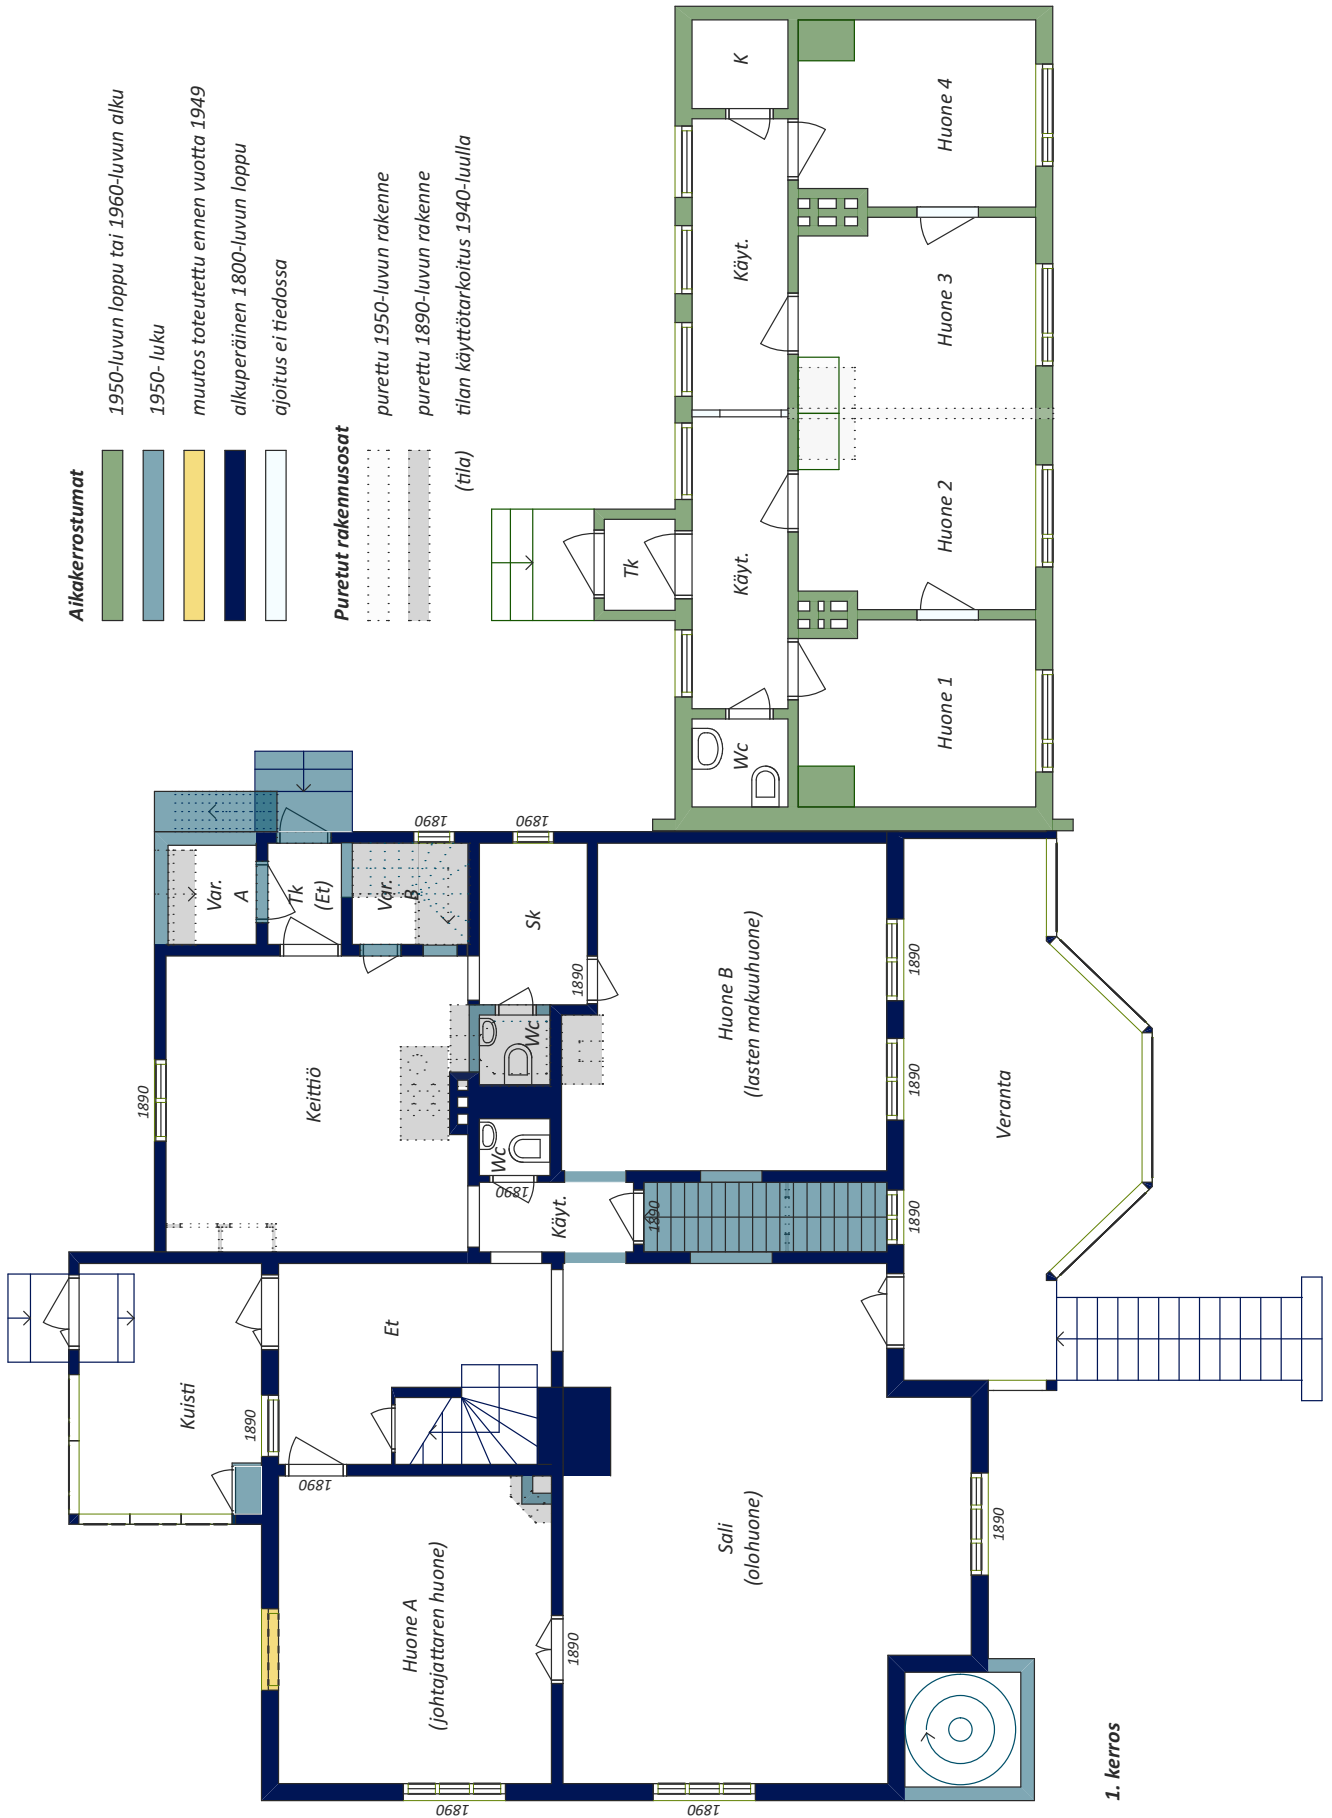 Aikakerrostumat
1950-luvun loppu tai 1960-luvun alku
1950- luku
muutos toteutettu ennen vuotta 1949
alkuperäinen 1800-luvun loppu
ajoitus ei tiedossa
Puretut rakennusosat
purettu 1950-luvun rakenne
purettu 1890-luvun rakenne
(tila) tilan käyttötarkoitus 1940-luulla
Kuisti
1890
Et
1890
Huone A
(johtajattaren huone)
1890
1890
Sali
(olohuone)
1890
1890
Keittiö
1890
Var.
A
Tk
(Et)
Var.
B
1890
1890
Sk
1890
Wc
Wc
1890
Käyt.
1890
Huone B
(lasten makuuhuone)
1890
1890
1890
Veranta
Tk
Wc
Käyt.
Käyt.
K
Huone 1
Huone 2
Huone 3
Huone 4
1. kerros